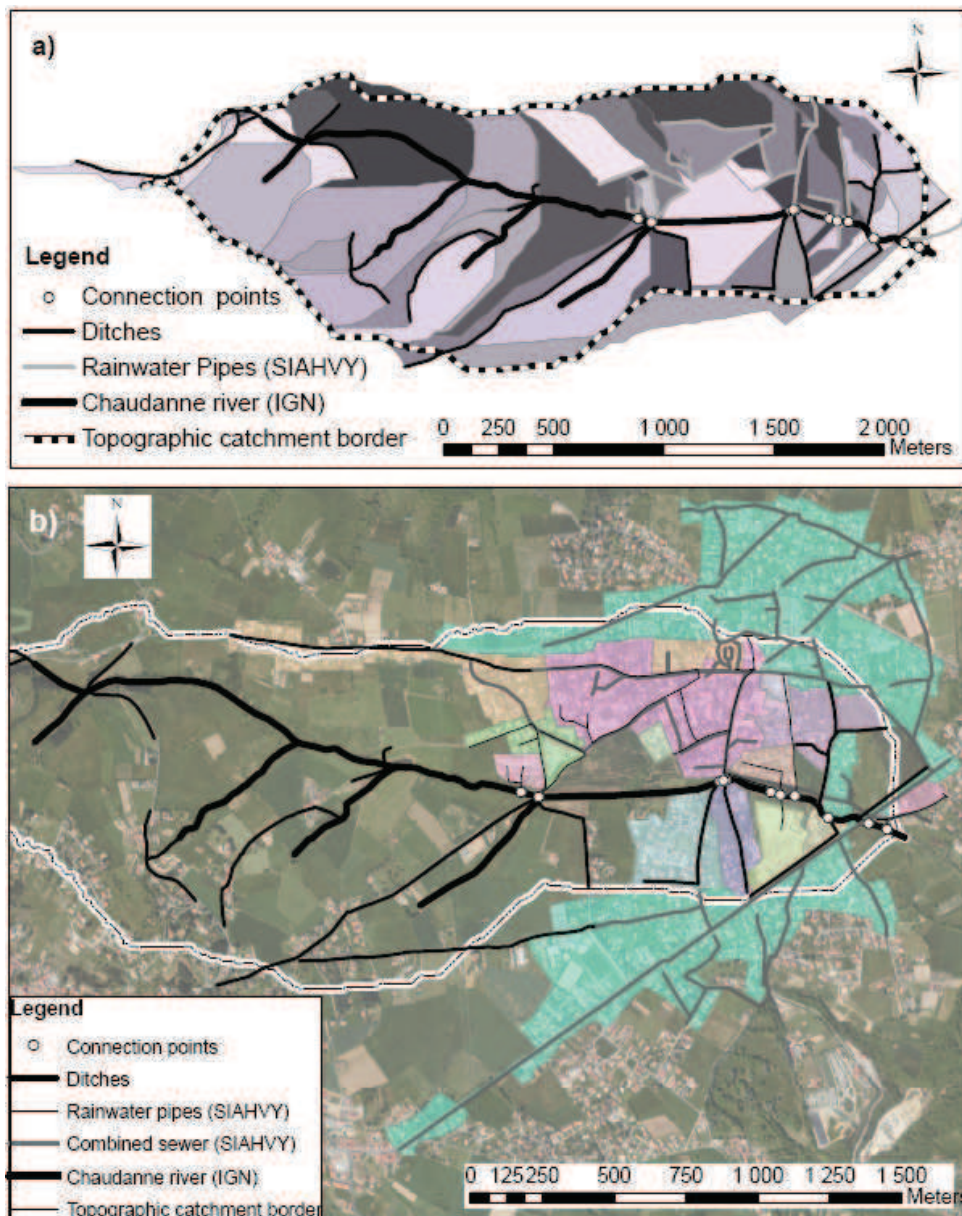 a)
N
Legend
Connection points
Ditches
Rainwater Pipes (SIAHVY)
Chaudanne river (IGN)
Topographic catchment border
0 250 500 1 000 1 500 2 000
Meters
b)
N
Legend
Connection points
Ditches
Rainwater pipes (SIAHVY)
Combined sewer (SIAHVY)
Chaudanne river (IGN)
Topographic catchment border
0 125 250 500 750 1 000 1 250 1 500
Meters